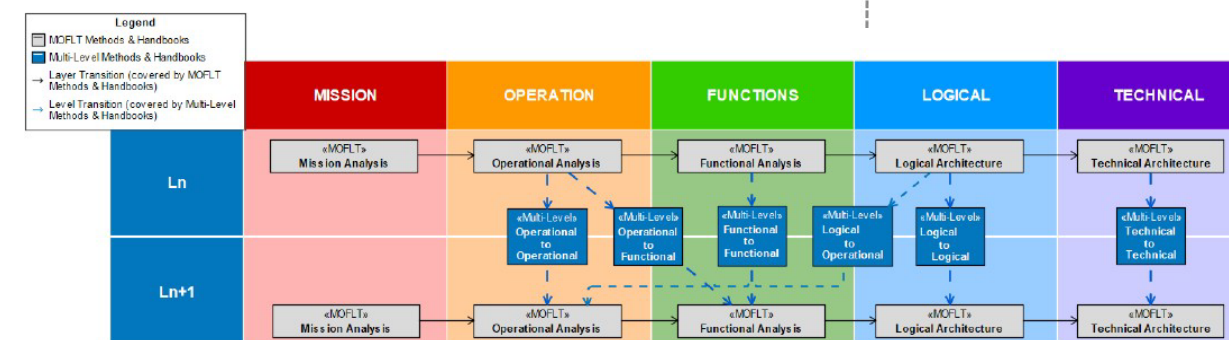 Legend
MOFLT Methods & Handbooks
Multi-Level Methods & Handbooks
Layer Transition (covered by MOFLT
Methods & Handbooks)
Level Transition (covered by Multi-Level
Methods & Handbooks)
MISSION
OPERATION
FUNCTIONS
LOGICAL
TECHNICAL
Ln
«MOFLT»
Mission Analysis
«MOFLT»
Operational Analysis
«MOFLT»
Functional Analysis
«MOFLT»
Logical Architecture
«MOFLT»
Technical Architecture
«Multi-Level»
Operational
to
Operational
«Multi-Level»
Operational
to
Functional
«Multi-Level»
Functional
to
Functional
«Multi-Level»
Logical
to
Operational
«Multi-Level»
Logical
to
Logical
«Multi-Level»
Technical
to
Technical
Ln+1
«MOFLT»
Mission Analysis
«MOFLT»
Operational Analysis
«MOFLT»
Functional Analysis
«MOFLT»
Logical Architecture
«MOFLT»
Technical Architecture